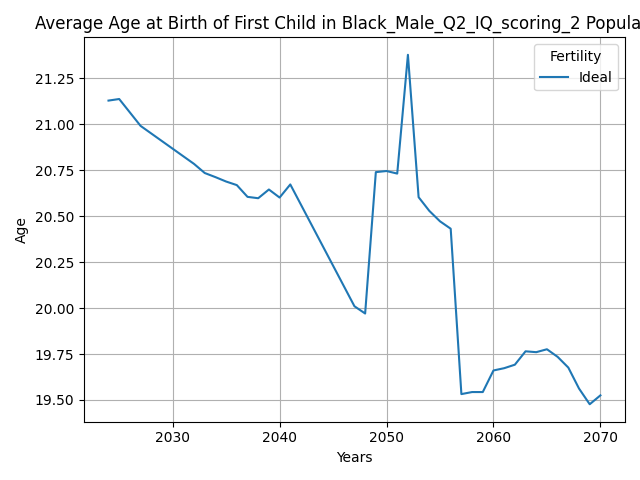 Average Age at Birth of First Child in Black_Male_Q2_IQ_scoring_2 Popula
Fertility
Ideal
21.25
21.00
20.75
20.50
20.25
20.00
19.75
19.50
Age
2030 2040 2050 2060 2070
Years